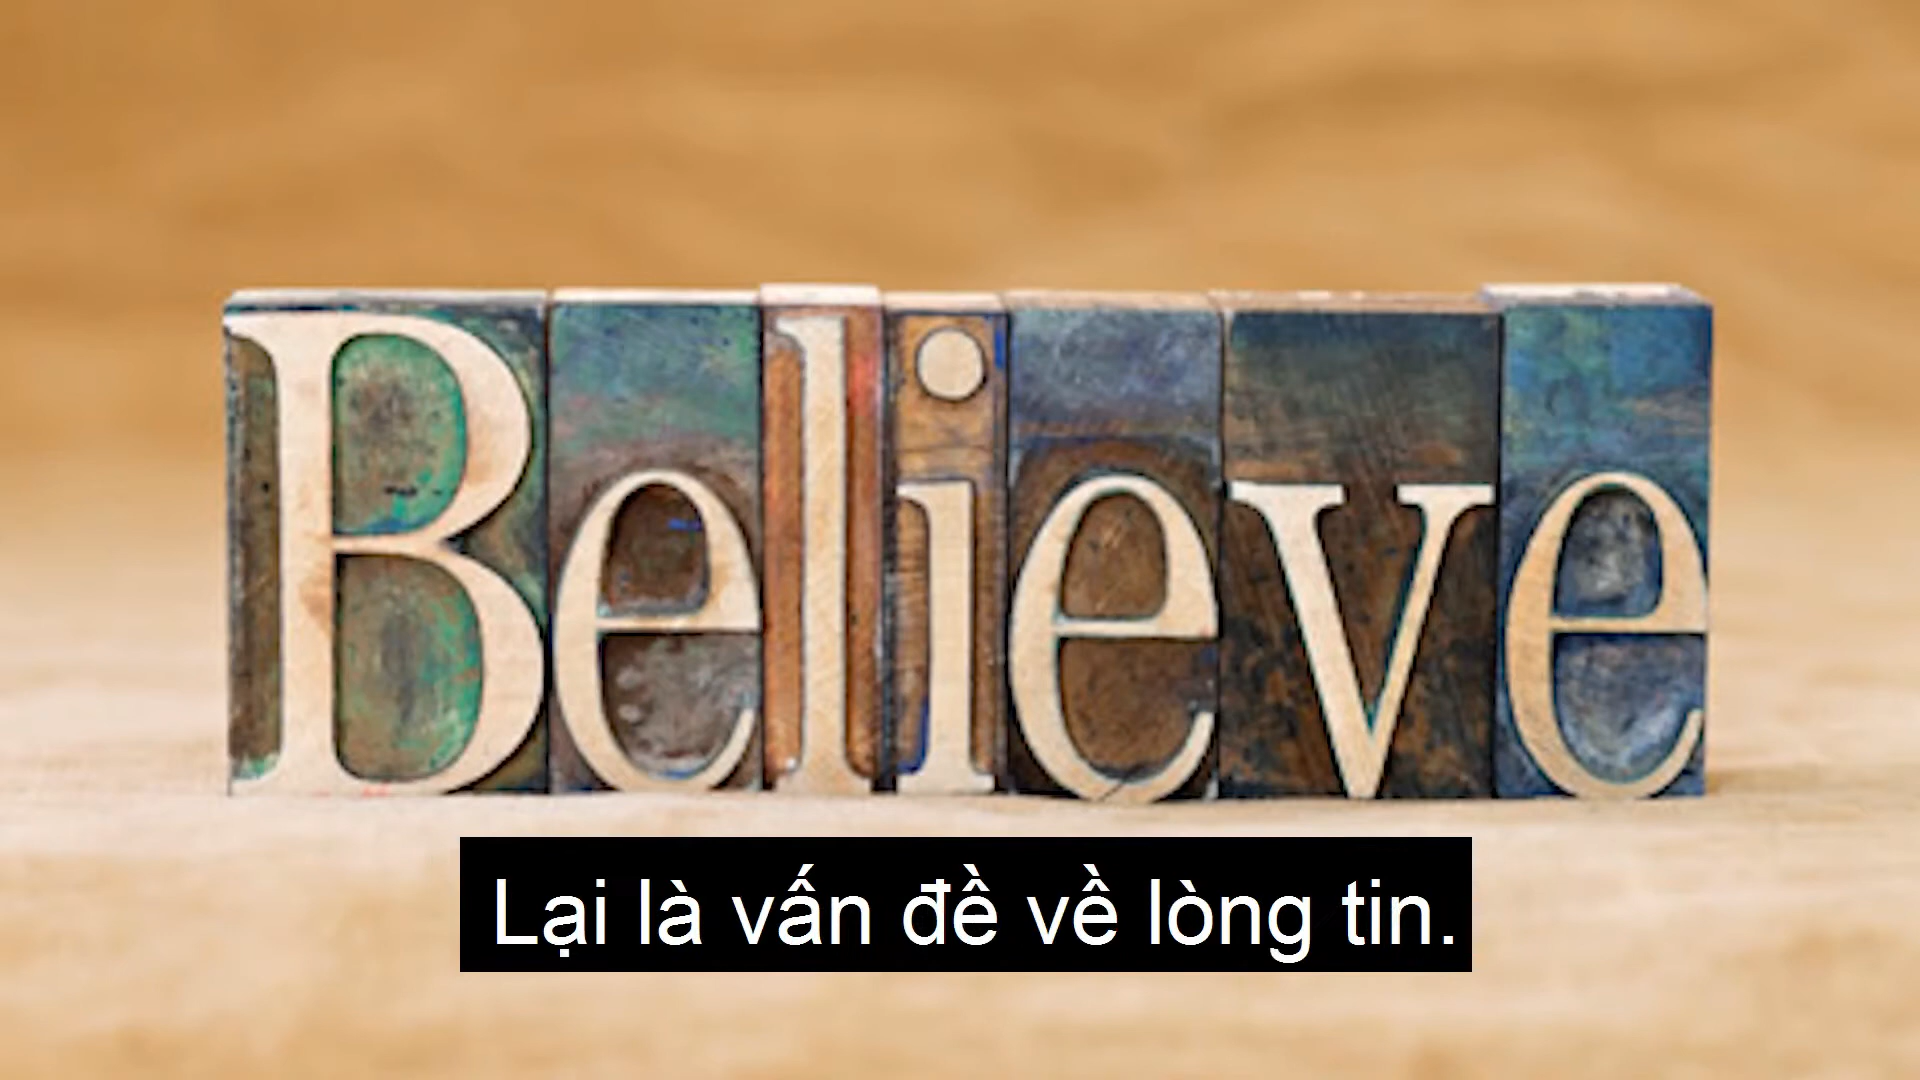 Believe
Lại là vấn đề về lòng tin.